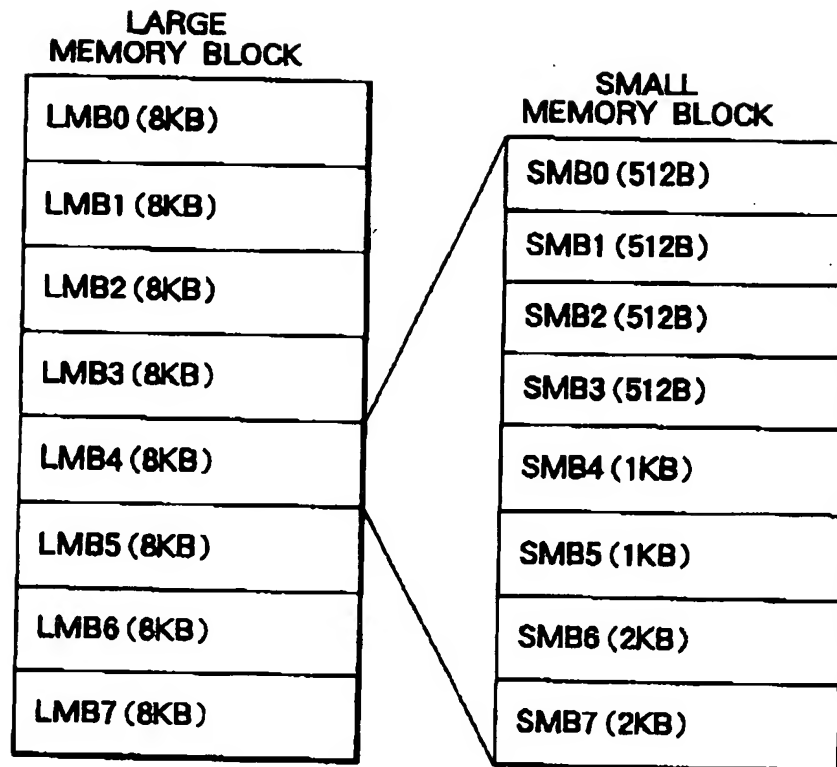 LARGE
MEMORY BLOCK
LMB0 (8KB)
LMB1 (8KB)
LMB2 (8KB)
LMB3 (8KB)
LMB4 (8KB)
LMB5 (8KB)
LMB6 (8KB)
LMB7 (8KB)
SMALL
MEMORY BLOCK
SMB0 (512B)
SMB1 (512B)
SMB2 (512B)
SMB3 (512B)
SMB4 (1KB)
SMB5 (1KB)
SMB6 (2KB)
SMB7 (2KB)